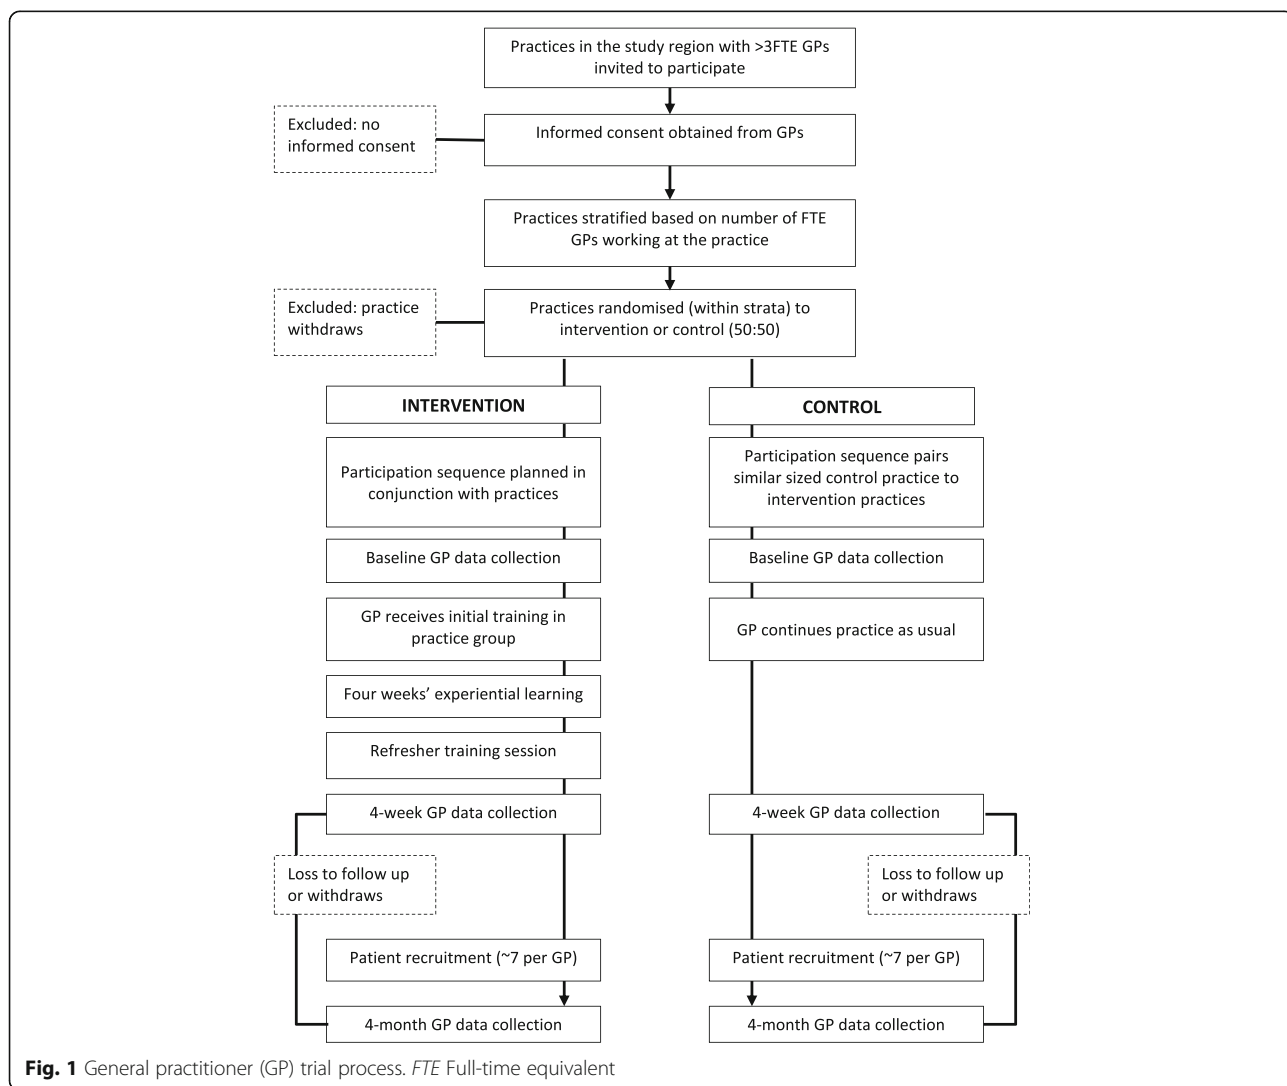 Practices in the study region with >3FTE GPs
invited to participate
Excluded: no
informed consent
Informed consent obtained from GPs
Practices stratified based on number of FTE
GPs working at the practice
Excluded: practice
withdraws
Practices randomised (within strata) to
intervention or control (50:50)
INTERVENTION
CONTROL
Participation sequence planned in
conjunction with practices
Participation sequence pairs
similar sized control practice to
intervention practices
Baseline GP data collection
Baseline GP data collection
GP receives initial training in
practice group
GP continues practice as usual
Four weeks’ experiential learning
Refresher training session
4-week GP data collection
4-week GP data collection
Loss to follow up
or withdraws
Loss to follow up
or withdraws
Patient recruitment (~7 per GP)
Patient recruitment (~7 per GP)
4-month GP data collection
4-month GP data collection
Fig. 1 General practitioner (GP) trial process. FTE Full-time equivalent